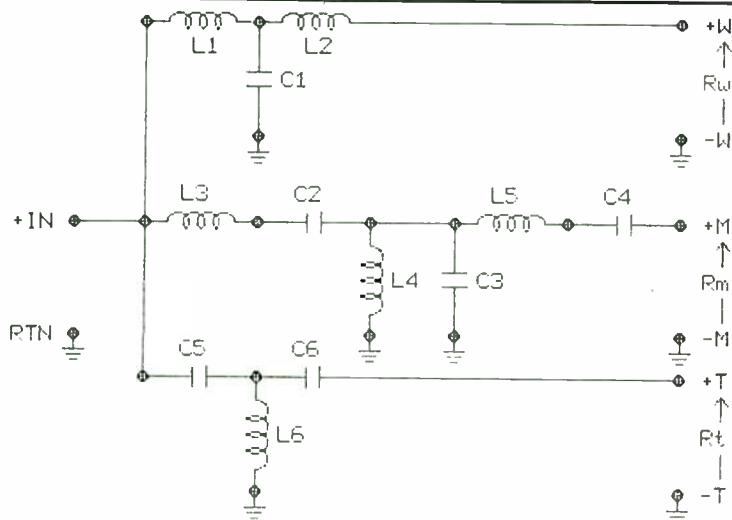 L1 L2 +W
C1 Rw
-W
L3 C2 L5 C4
+IN +M
L4 C3 Rm
RTN -M
C5 C6 +T
L6 Rt
-T